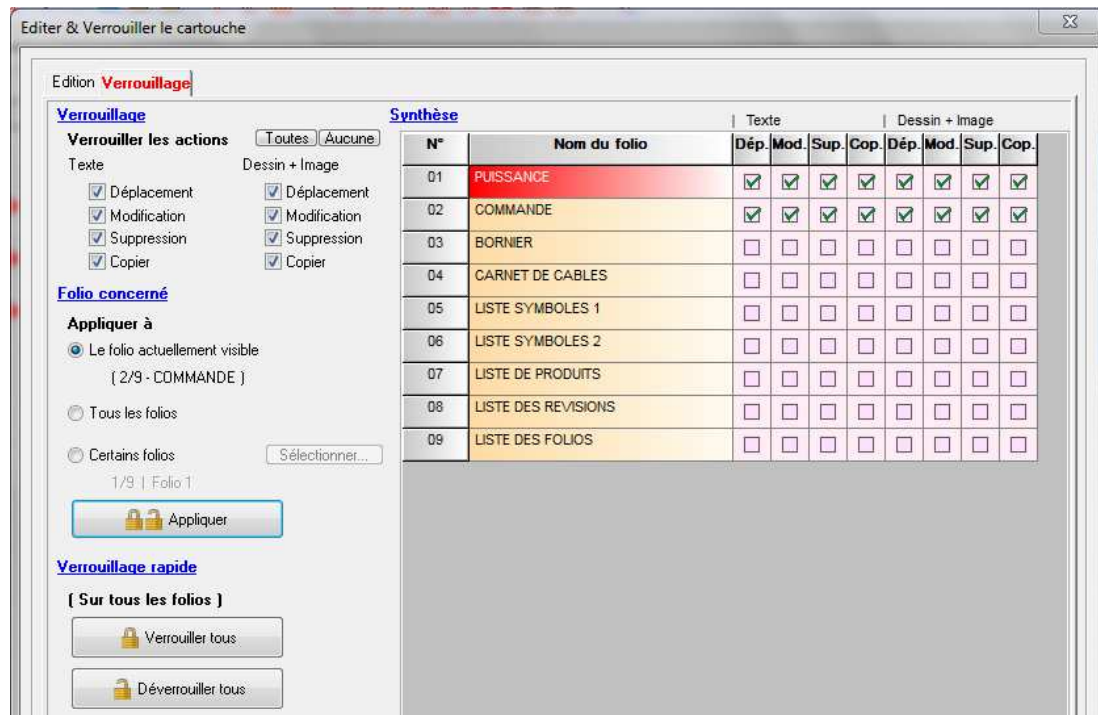 Editer & Verrouiller le cartouche
Edition Verrouillage
Verrouillage
Verrouiller les actions Toutes Aucune
Texte Dessin + Image
Déplacement Déplacement
Modification Modification
Suppression Suppression
Copier Copier
Folio concerné
Appliquer à
Le folio actuellement visible
( 2/9 - COMMANDE )
Tous les folios
Certains folios Sélectionner...
1/9 | Folio 1
Appliquer
Verrouillage rapide
( Sur tous les folios )
Verrouiller tous
Déverrouiller tous
Synthèse
| Texte | Dessin + Image
N° Nom du folio Dép. Mod. Sup. Cop. Dép. Mod. Sup. Cop.
01 PUISSANCE
02 COMMANDE
03 BORNIER
04 CARNET DE CABLES
05 LISTE SYMBOLES 1
06 LISTE SYMBOLES 2
07 LISTE DE PRODUITS
08 LISTE DES REVISIONS
09 LISTE DES FOLIOS